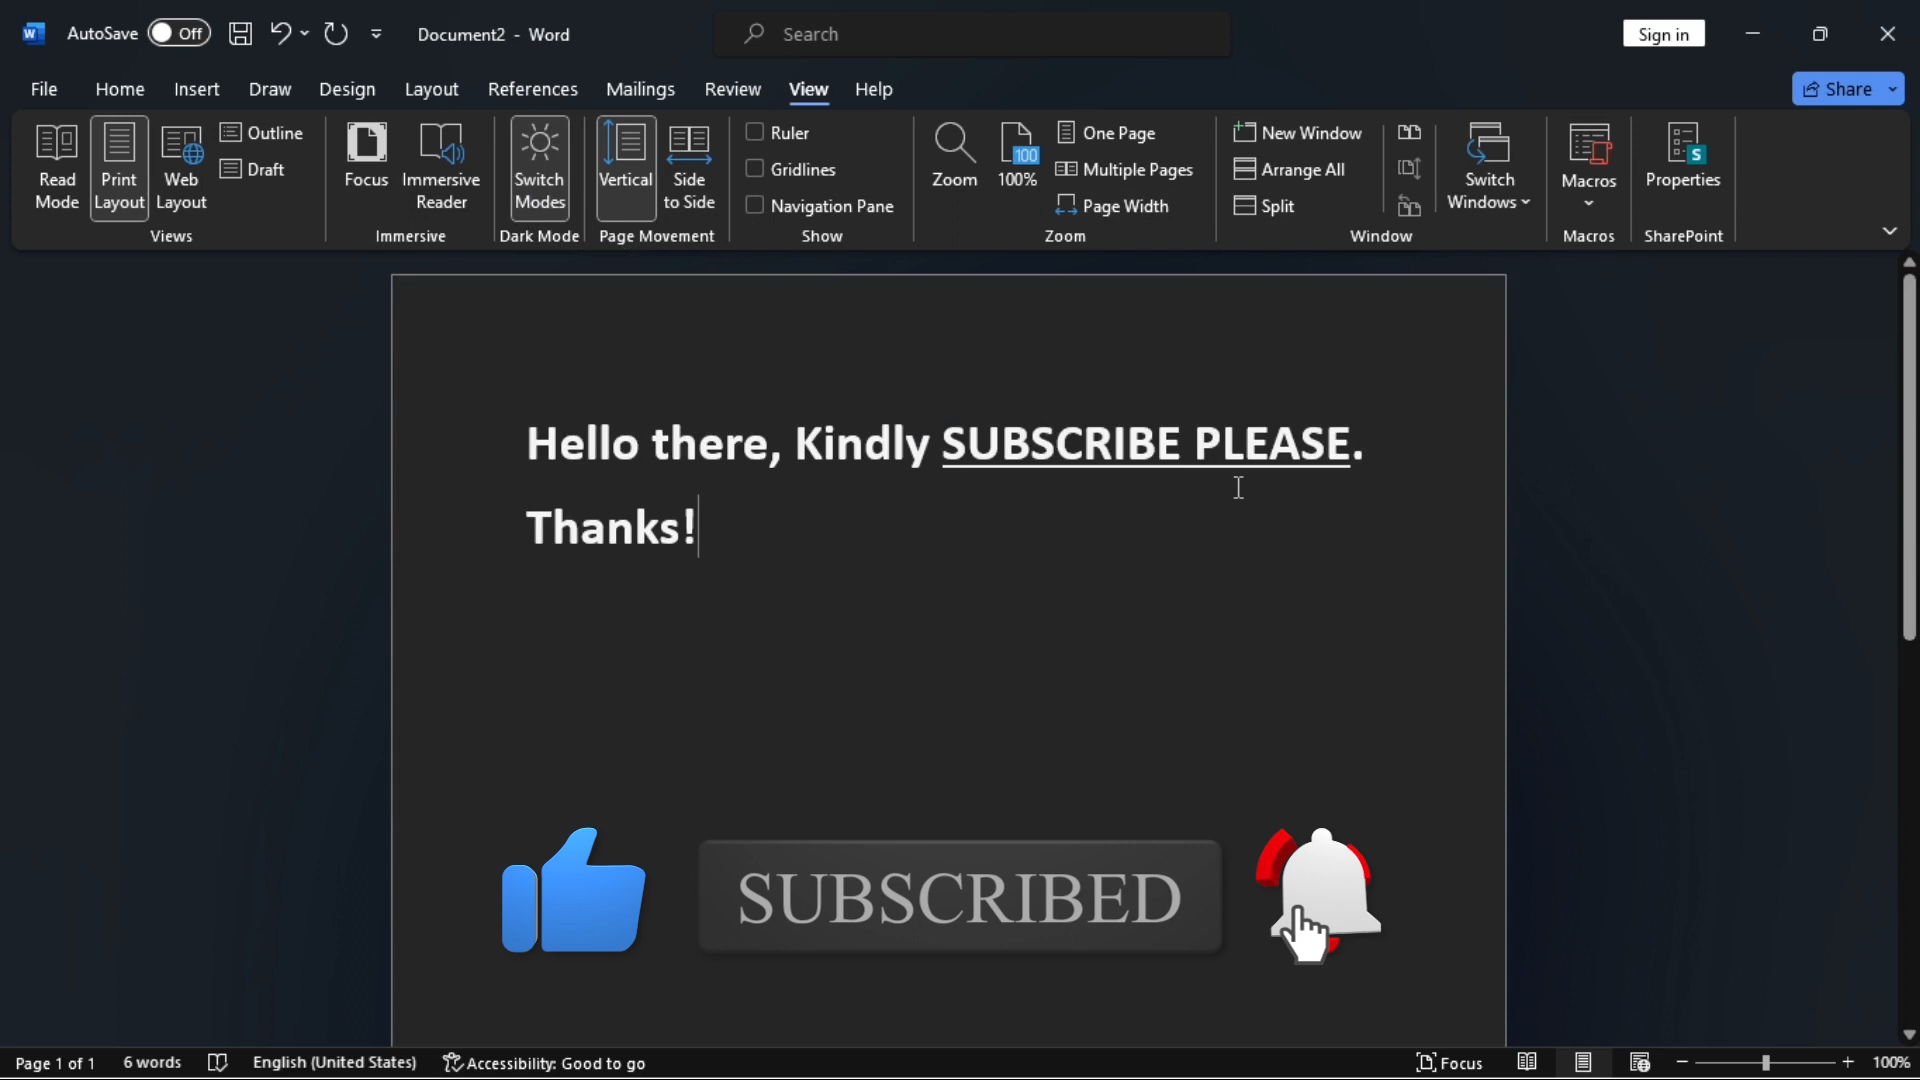 AutoSave Off Document2 - Word Search Sign in
File Home Insert Draw Design Layout References Mailings Review View Help Share
Read Mode Print Layout Web Layout Outline Draft
Views
Focus Immersive Reader
Immersive
Switch Modes
Dark Mode
Vertical Side to Side
Page Movement
Ruler
Gridlines
Navigation Pane
Show
Zoom 100 100% One Page
Multiple Pages
Page Width
Zoom
New Window
Arrange All
Split
Switch Windows
Window
Macros
Macros
S Properties
SharePoint
Hello there, Kindly SUBSCRIBE PLEASE.
Thanks!
SUBSCRIBED
Page 1 of 1 6 words English (United States) Accessibility: Good to go Focus 100%